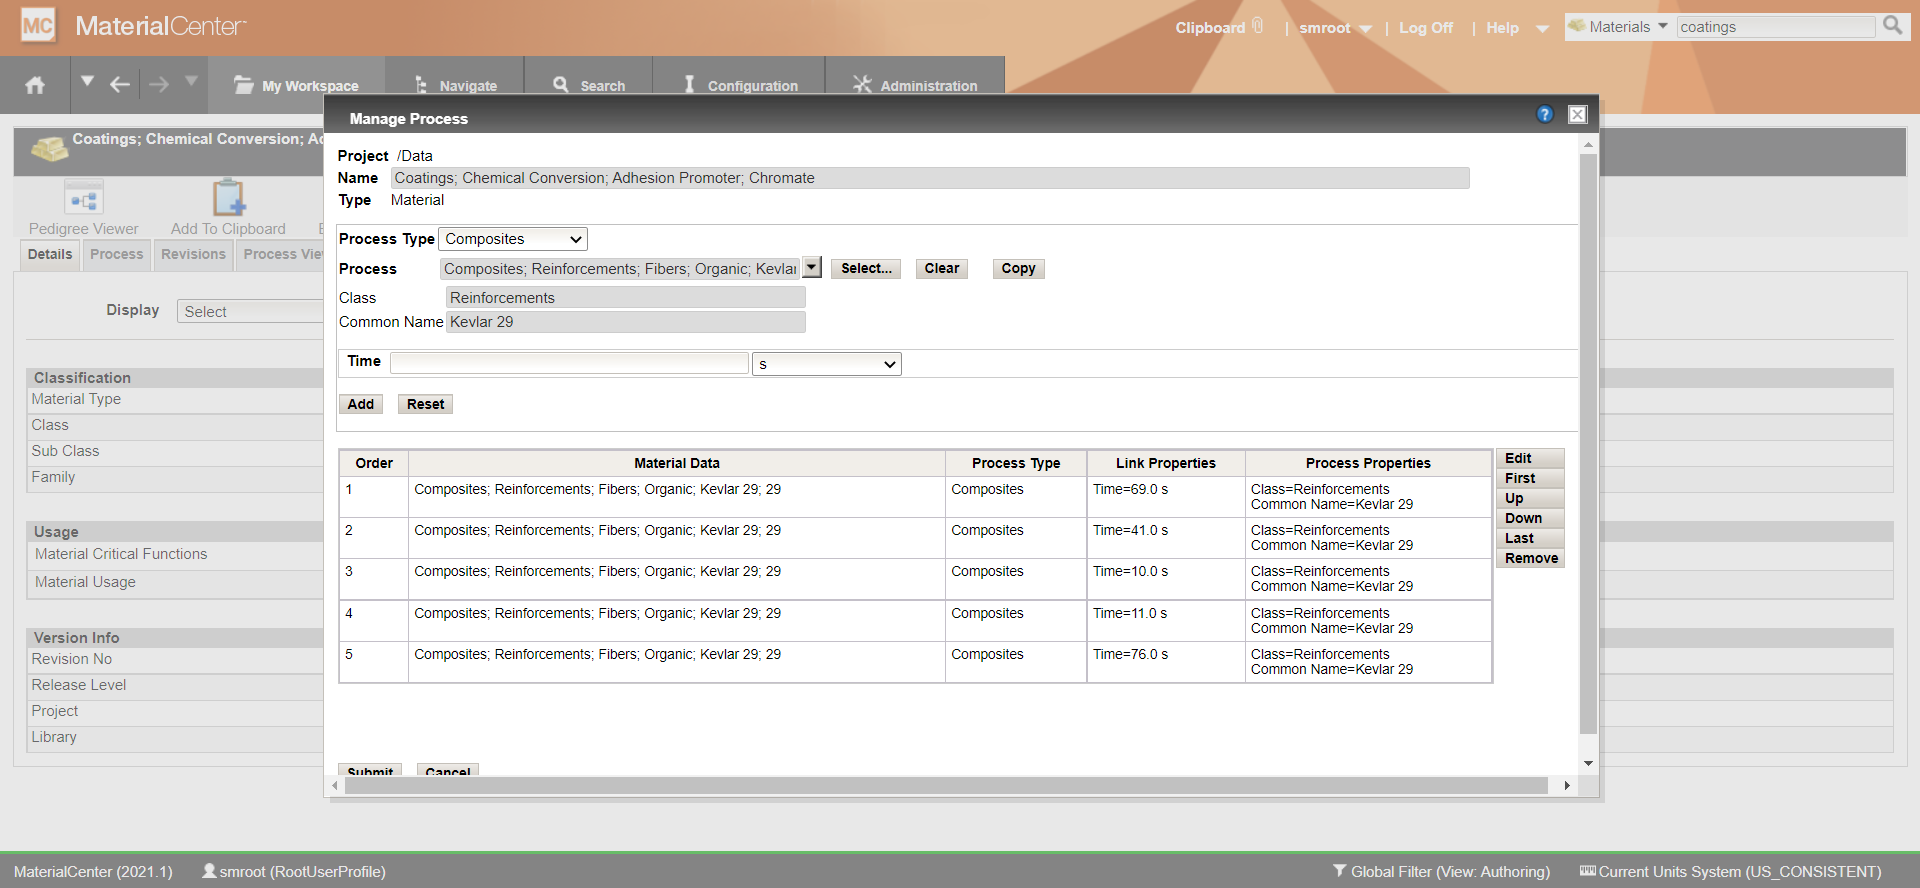 MC MaterialCenter
Clipboard | smroot | Log Off | Help Materials coatings
My Workspace Navigate Search Configuration Administration
Coatings; Chemical Conversion; Ad
Pedigree Viewer Add To Clipboard
Details Process Revisions Process Vie
Display Select
Classification
Material Type
Class
Sub Class
Family
Usage
Material Critical Functions
Material Usage
Version Info
Revision No
Release Level
Project
Library
Manage Process ?
Project /Data
Name Coatings; Chemical Conversion; Adhesion Promoter; Chromate
Type Material
Process Type Composites
Process Composites; Reinforcements; Fibers; Organic; Kevlar Select... Clear Copy
Class Reinforcements
Common Name Kevlar 29
Time s
Add Reset
Order Material Data Process Type Link Properties Process Properties
1 Composites; Reinforcements; Fibers; Organic; Kevlar 29; 29 Composites Time=69.0 s Class=Reinforcements
Common Name=Kevlar 29
2 Composites; Reinforcements; Fibers; Organic; Kevlar 29; 29 Composites Time=41.0 s Class=Reinforcements
Common Name=Kevlar 29
3 Composites; Reinforcements; Fibers; Organic; Kevlar 29; 29 Composites Time=10.0 s Class=Reinforcements
Common Name=Kevlar 29
4 Composites; Reinforcements; Fibers; Organic; Kevlar 29; 29 Composites Time=11.0 s Class=Reinforcements
Common Name=Kevlar 29
5 Composites; Reinforcements; Fibers; Organic; Kevlar 29; 29 Composites Time=76.0 s Class=Reinforcements
Common Name=Kevlar 29
Edit
First
Up
Down
Last
Remove
Submit Cancel
MaterialCenter (2021.1) smroot (RootUserProfile) Global Filter (View: Authoring) Current Units System (US_CONSISTENT)